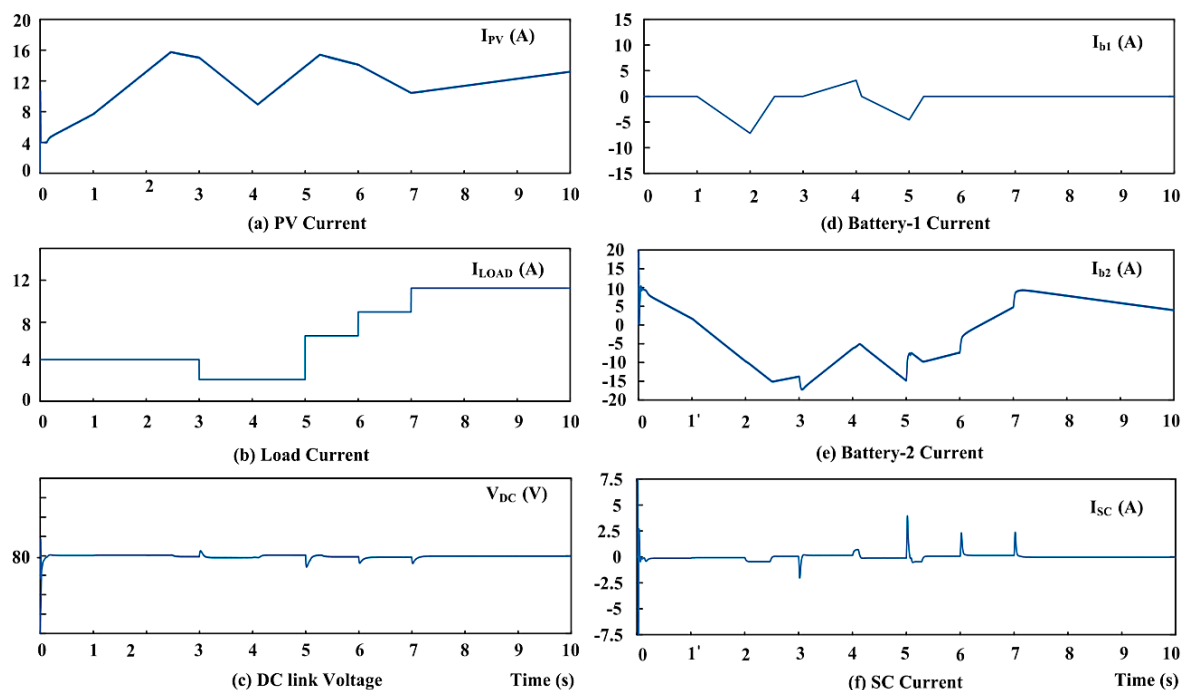 20
16
12
8
4
0
I_PV (A)
0 1 2 3 4 5 6 7 8 9 10
(a) PV Current
15
10
5
0
-5
-10
-15
I_b1 (A)
0 1' 2 3 4 5 6 7 8 9 10
(d) Battery-1 Current
12
8
4
0
I_LOAD (A)
0 1 2 3 4 5 6 7 8 9 10
(b) Load Current
20
15
10
5
0
-5
-10
-15
-20
I_b2 (A)
0 1' 2 3 4 5 6 7 8 9 10
(e) Battery-2 Current
80
V_DC (V)
0 1 2 3 4 5 6 7 8 9 10
(c) DC link Voltage Time (s)
7.5
5
2.5
0
-2.5
-5
-7.5
I_SC (A)
0 1' 2 3 4 5 6 7 8 9 10
(f) SC Current Time (s)